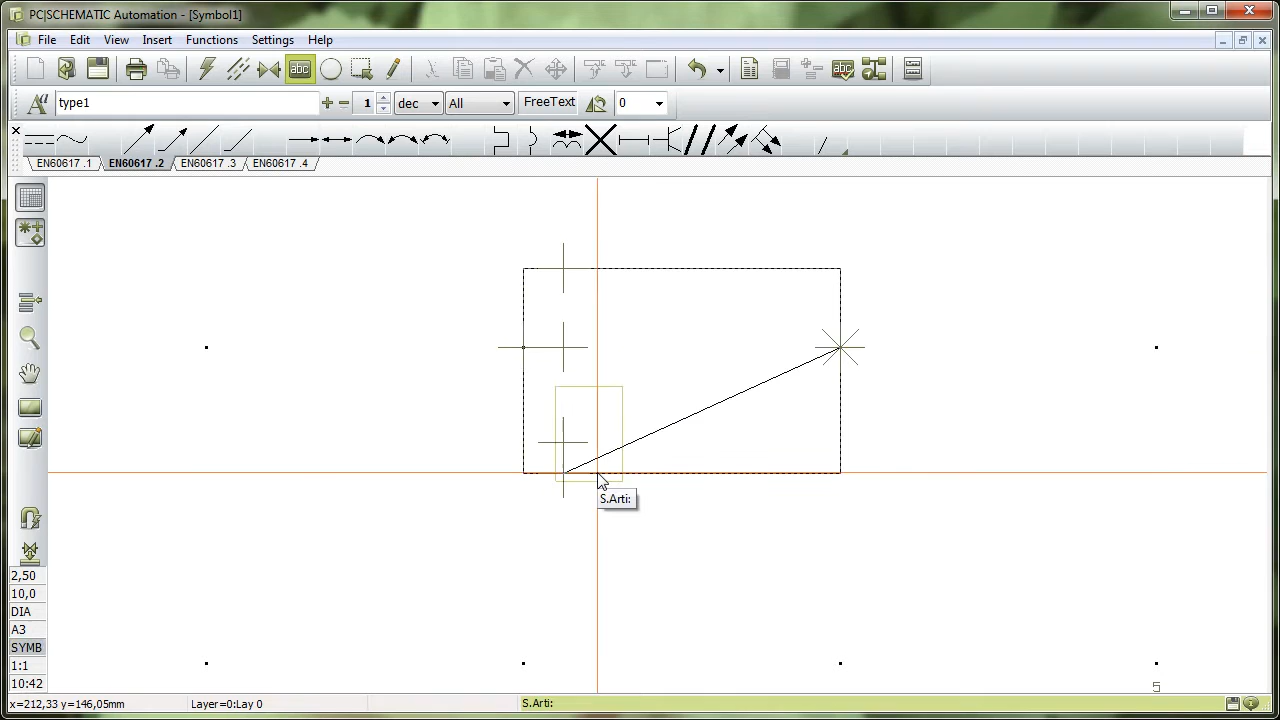 PC|SCHEMATIC Automation - [Symbol1]
File Edit View Insert Functions Settings Help
abc abc
type1 1 dec All FreeText 0
EN60617 .1 EN60617 .2 EN60617 .3 EN60617 .4
S.Arti:
2,50
10,0
DIA
A3
SYMB
1:1
10:42
5
x=212,33 y=146,05mm Layer=0:Lay 0 S.Arti: